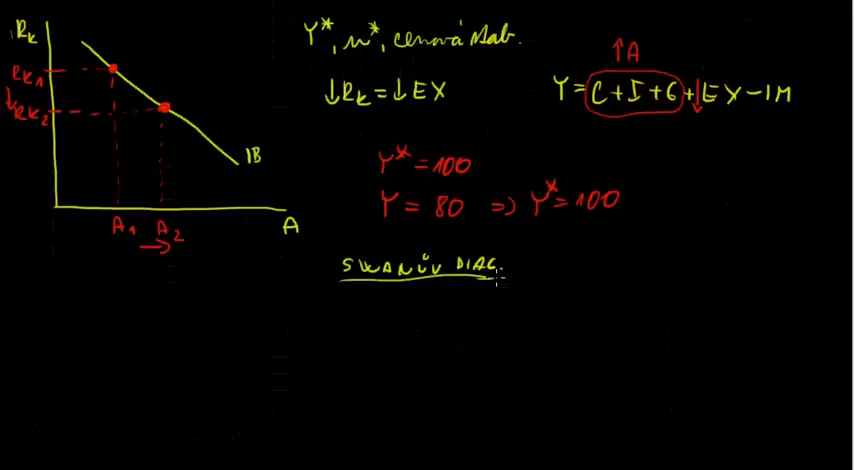 RK
Y*, u*, cenová stab.
↑A
RK1
↓RK = ↓EX
Y = C+I+G + ↓EX - IM
↓RK2
IB
Y* = 100
Y = 80 => Y* = 100
A1 → A2
A
SWANŮV DIAG.